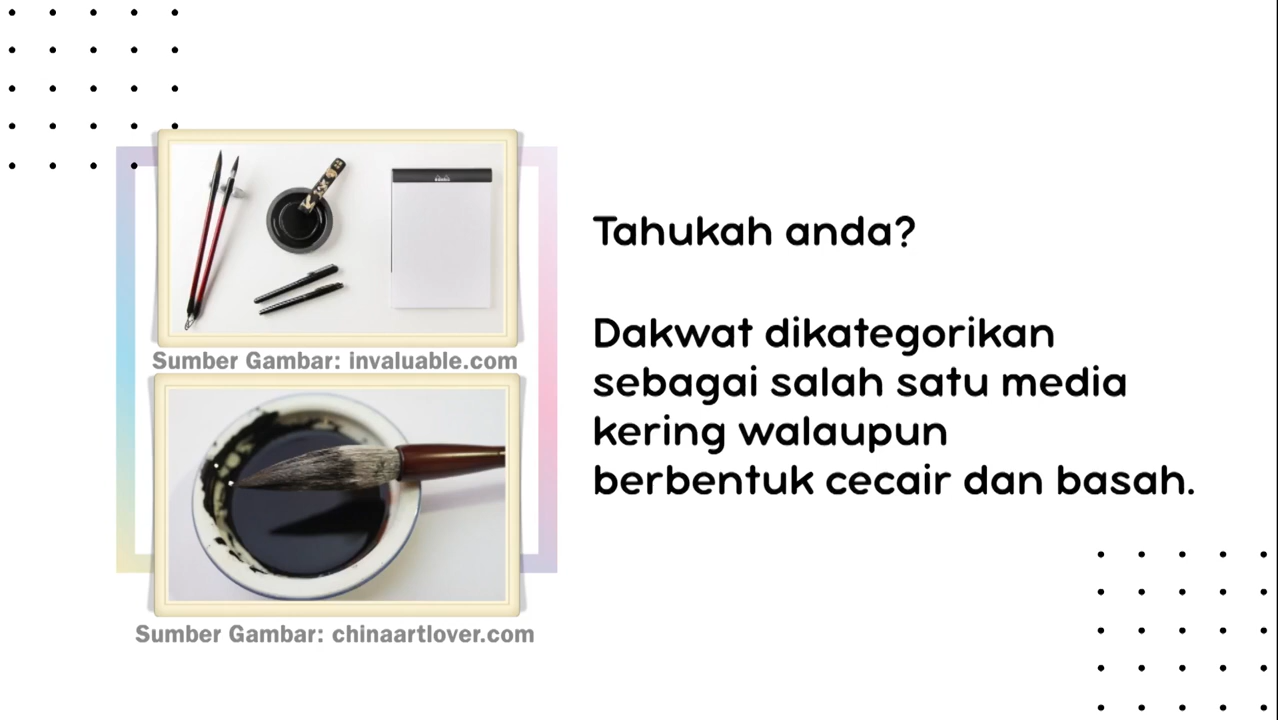 Sumber Gambar: invaluable.com
Sumber Gambar: chinaartlover.com
Tahukah anda?
Dakwat dikategorikan
sebagai salah satu media
kering walaupun
berbentuk cecair dan basah.